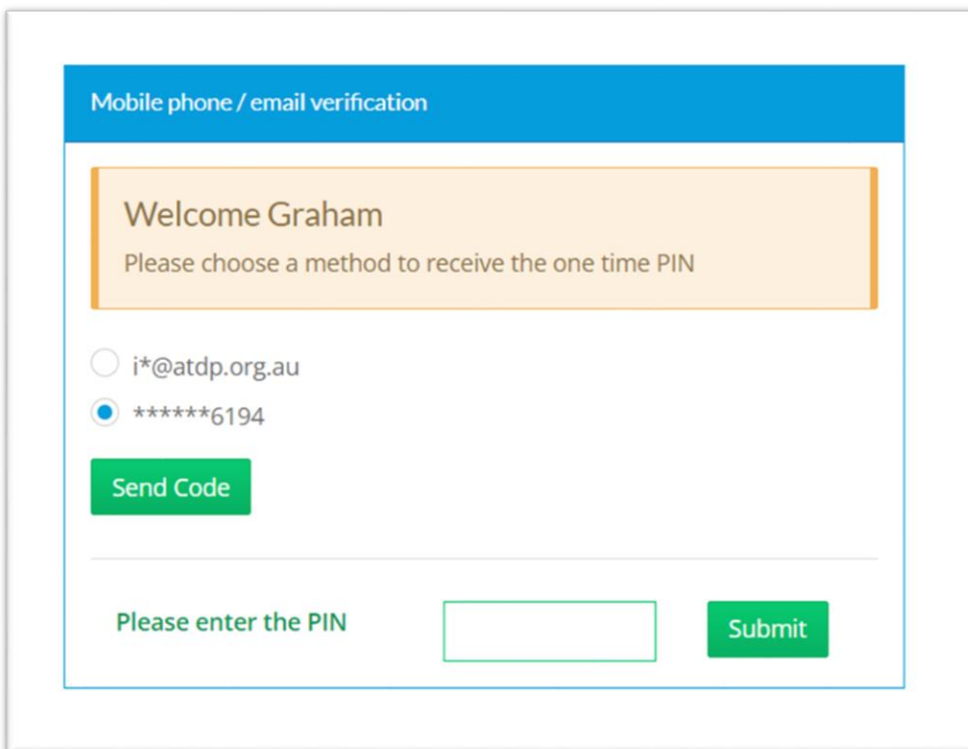 Mobile phone / email verification
Welcome Graham
Please choose a method to receive the one time PIN
i*@atdp.org.au
******6194
Send Code
Please enter the PIN
Submit